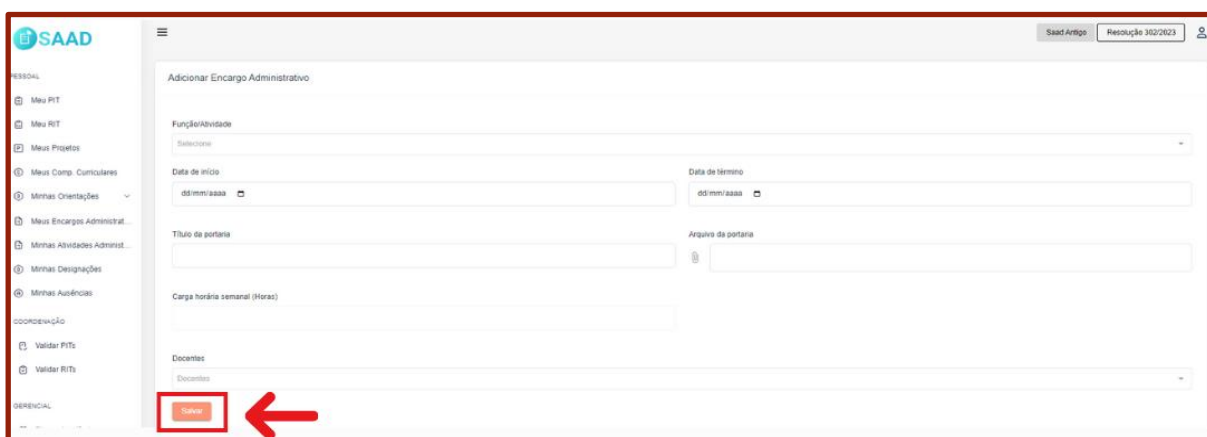 SAAD
Saad Antigo
Resolução 302/2023
PESSOAL
Meu PIT
Meu RIT
Meus Projetos
Meus Comp. Curriculares
Minhas Orientações
Meus Encargos Administrat...
Minhas Atividades Administ...
Minhas Designações
Minhas Ausências
COORDENAÇÃO
Validar PITs
Validar RITs
GERENCIAL
Adicionar Encargo Administrativo
Função/Atividade
Selecione
Data de início
Data de término
dd/mm/aaaa
dd/mm/aaaa
Título da portaria
Arquivo da portaria
Carga horária semanal (Horas)
Docentes
Docentes
Salvar